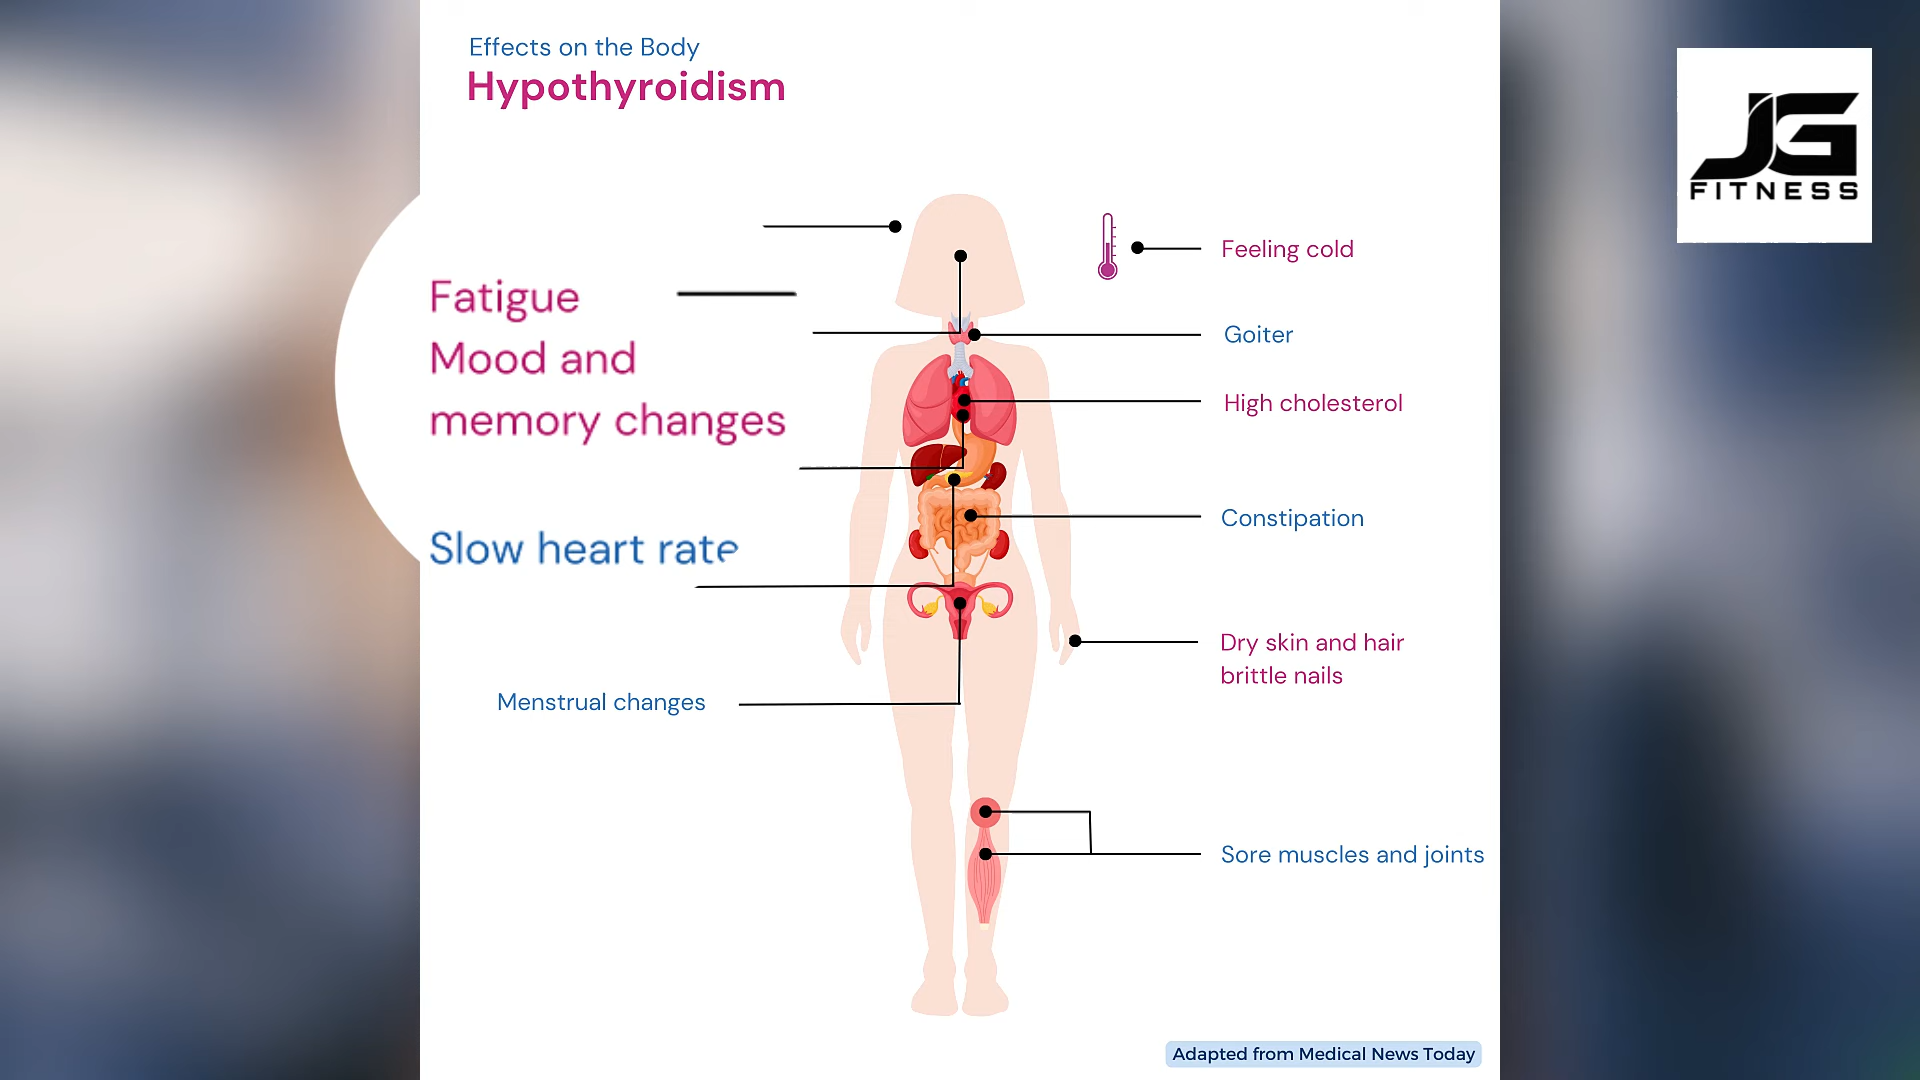 Effects on the Body
Hypothyroidism
JG
FITNESS
Feeling cold
Fatigue
Goiter
Mood and
memory changes
High cholesterol
Constipation
Slow heart rate
Dry skin and hair
brittle nails
Menstrual changes
Sore muscles and joints
Adapted from Medical News Today